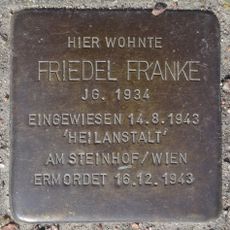 HIER WOHNTE
FRIEDEL FRANKE
JG. 1934
EINGEWIESEN 14.8.1943
'HEILANSTALT'
AM STEINHOF/WIEN
ERMORDET 16.12.1943